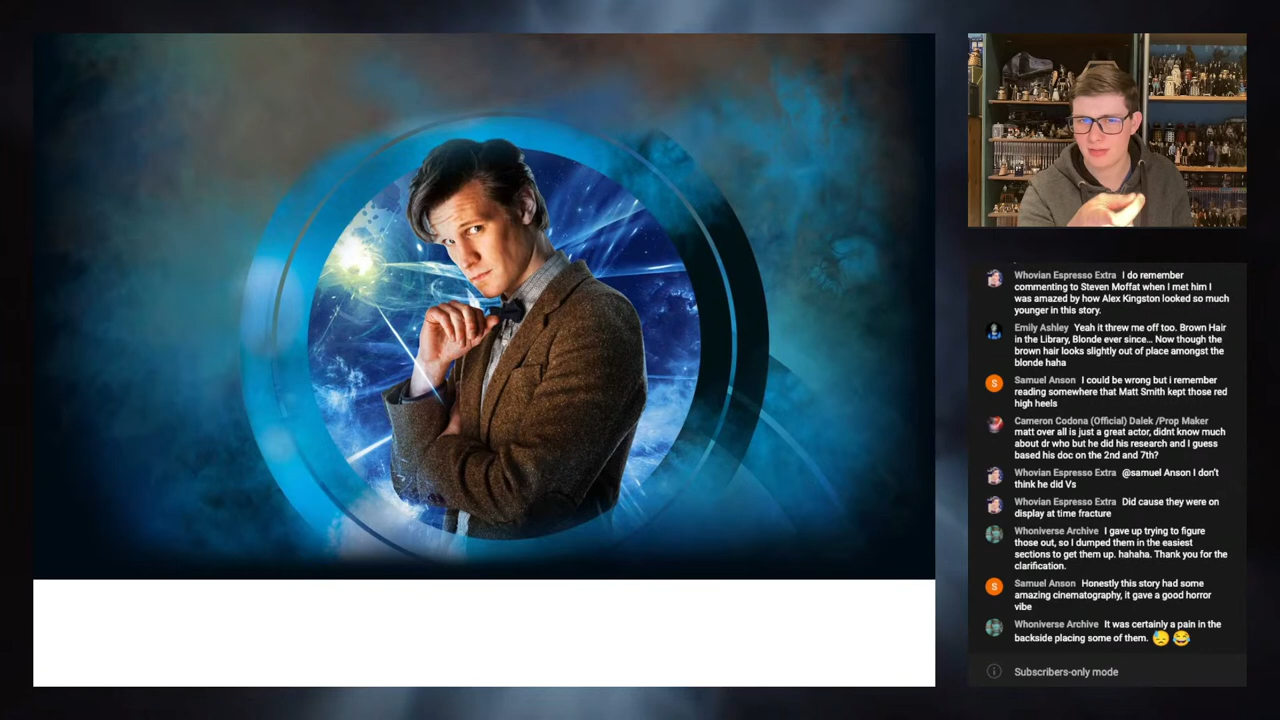 Whovian Espresso Extra I do remember
commenting to Steven Moffat when I met him I
was amazed by how Alex Kingston looked so much
younger in this story.
Emily Ashley Yeah it threw me off too. Brown Hair
in the Library, Blonde ever since... Now though the
brown hair looks slightly out of place amongst the
blonde haha
S
Samuel Anson I could be wrong but i remember
reading somewhere that Matt Smith kept those red
high heels
Cameron Codona (Official) Dalek /Prop Maker
matt over all is just a great actor, didnt know much
about dr who but he did his research and I guess
based his doc on the 2nd and 7th?
Whovian Espresso Extra @samuel Anson I don't
think he did Vs
Whovian Espresso Extra Did cause they were on
display at time fracture
Whoniverse Archive I gave up trying to figure
those out, so I dumped them in the easiest
sections to get them up. hahaha. Thank you for the
clarification.
S
Samuel Anson Honestly this story had some
amazing cinematography, it gave a good horror
vibe
Whoniverse Archive It was certainly a pain in the
backside placing some of them. 😓 😂
Subscribers-only mode